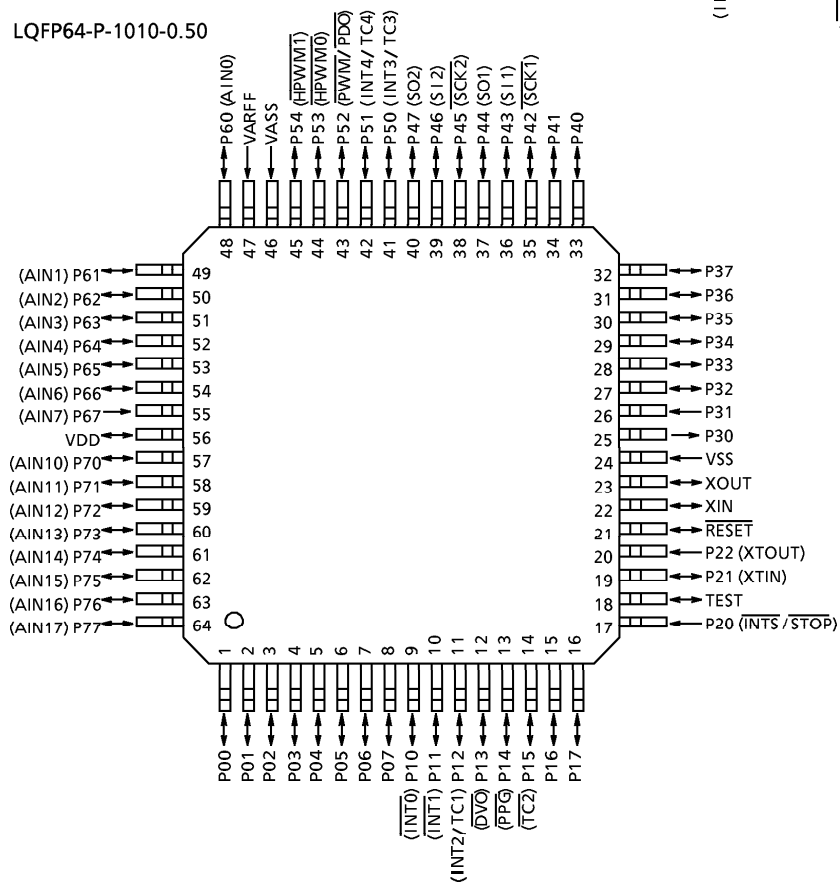 LQFP64-P-1010-0.50
P60 (AIN0)
VARFF
VASS
P54 (HPWM1)
P53 (HPWM0)
P52 (PWM/PDO)
P51 (INT4/TC4)
P50 (INT3/TC3)
P47 (SO2)
P46 (SI2)
P45 (SCK2)
P44 (SO1)
P43 (SI1)
P42 (SCK1)
P41
P40
48 47 46 45 44 43 42 41 40 39 38 37 36 35 34 33
(AIN1) P61 49
(AIN2) P62 50
(AIN3) P63 51
(AIN4) P64 52
(AIN5) P65 53
(AIN6) P66 54
(AIN7) P67 55
VDD 56
(AIN10) P70 57
(AIN11) P71 58
(AIN12) P72 59
(AIN13) P73 60
(AIN14) P74 61
(AIN15) P75 62
(AIN16) P76 63
(AIN17) P77 64
32 P37
31 P36
30 P35
29 P34
28 P33
27 P32
26 P31
25 P30
24 VSS
23 XOUT
22 XIN
21 RESET
20 P22 (XTOUT)
19 P21 (XTIN)
18 TEST
17 P20 (INTS/STOP)
1 2 3 4 5 6 7 8 9 10 11 12 13 14 15 16
P00
P01
P02
P03
P04
P05
P06
P07
P10 (INT0)
P11 (INT1)
P12 (INT2/TC1)
P13 (DVO)
P14 (PPG)
P15 (TC2)
P16
P17